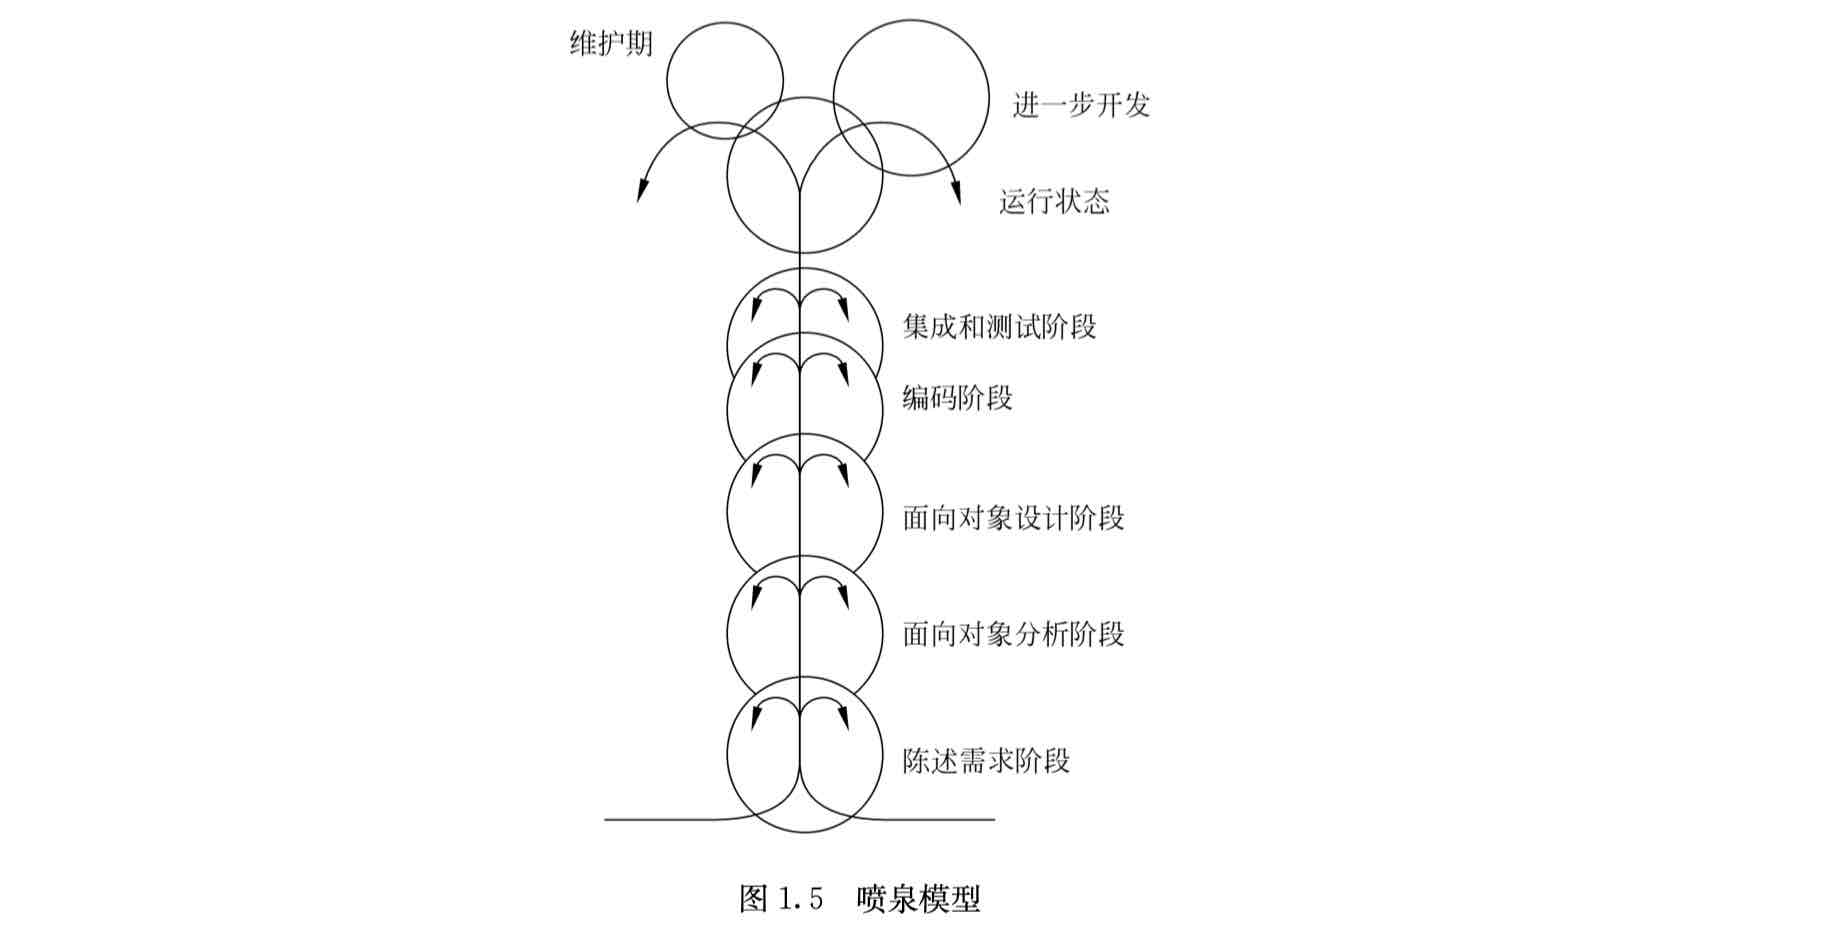 维护期
进一步开发
运行状态
集成和测试阶段
编码阶段
面向对象设计阶段
面向对象分析阶段
陈述需求阶段
图 1.5 喷泉模型